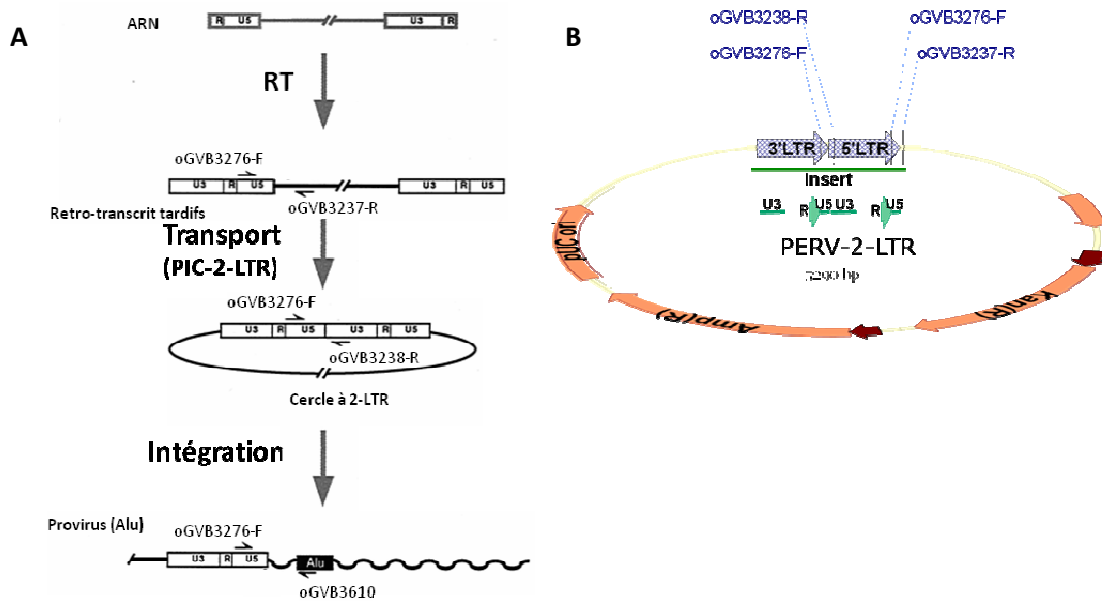 A
ARN
R U5
U3 R
RT
oGVB3276-F
U3 R U5
U3 R U5
oGVB3237-R
Retro-transcrit tardifs
Transport
(PIC-2-LTR)
oGVB3276-F
U3 R U5 U3 R U5
oGVB3238-R
Cercle à 2-LTR
Intégration
Provirus (Alu)
oGVB3276-F
U3 R U5
Alu
oGVB3610
B
oGVB3238-R
oGVB3276-F
oGVB3276-F
oGVB3237-R
3'LTR
5'LTR
Insert
U3 R U5 U3 R U5
PERV-2-LTR
bp
pUC ori
Amp(R)
Kan(R)